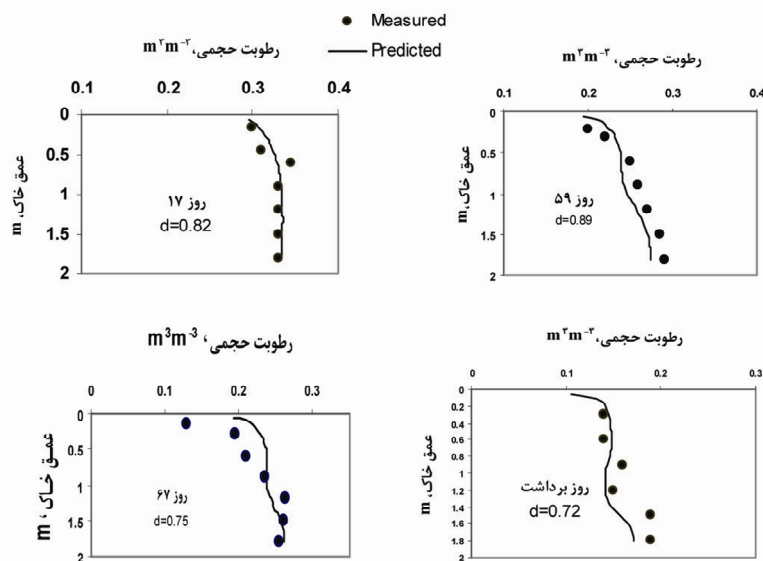 Measured
Predicted
رطوبت حجمی، m³m⁻³
0.1 0.2 0.3 0.4
0
0.5
1
1.5
2
عمق خاک، m
روز ۱۷
d=0.82
رطوبت حجمی، m³m⁻³
0.1 0.2 0.3 0.4
0
0.5
1
1.5
2
عمق خاک، m
روز ۵۹
d=0.89
رطوبت حجمی، m³m⁻³
0 0.1 0.2 0.3
0
0.5
1
1.5
2
عمق خاک، m
روز ۶۷
d=0.75
رطوبت حجمی، m³m⁻³
0 0.1 0.2 0.3
0
0.2
0.4
0.6
0.8
1
1.2
1.4
1.6
1.8
2
عمق خاک، m
روز برداشت
d=0.72